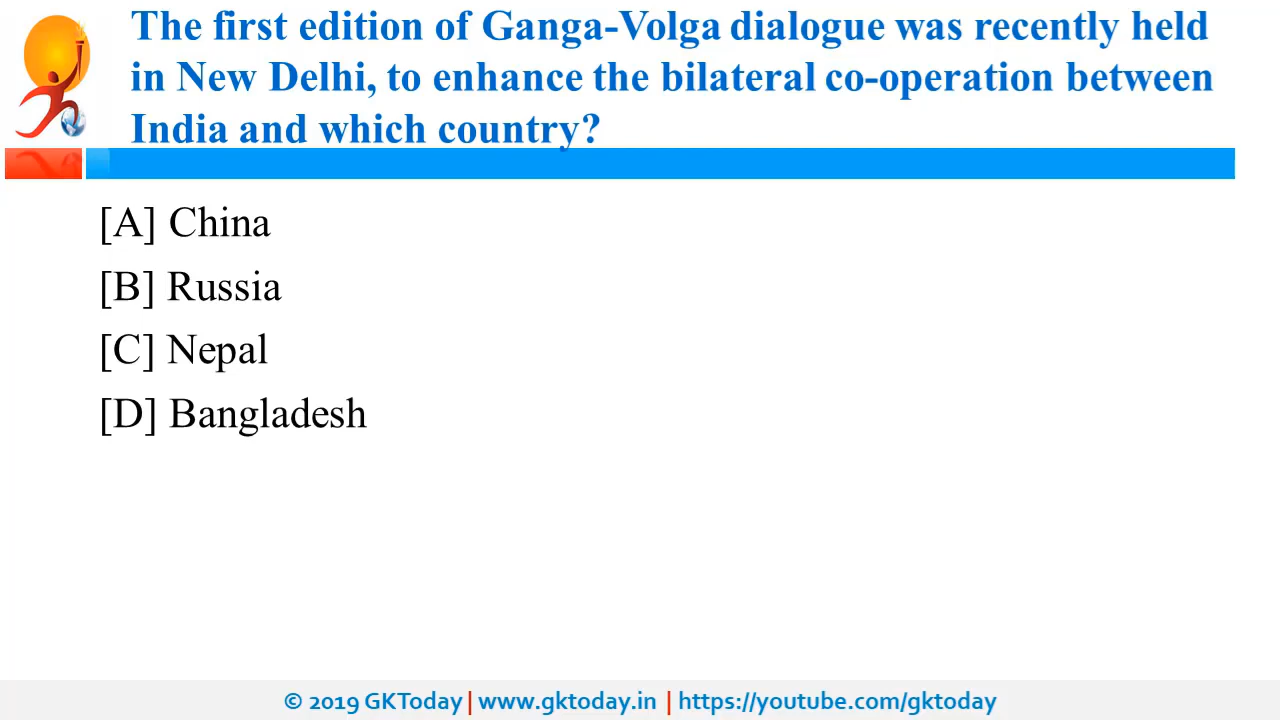 The first edition of Ganga-Volga dialogue was recently held
in New Delhi, to enhance the bilateral co-operation between
India and which country?
[A] China
[B] Russia
[C] Nepal
[D] Bangladesh
© 2019 GKToday | www.gktoday.in | https://youtube.com/gktoday